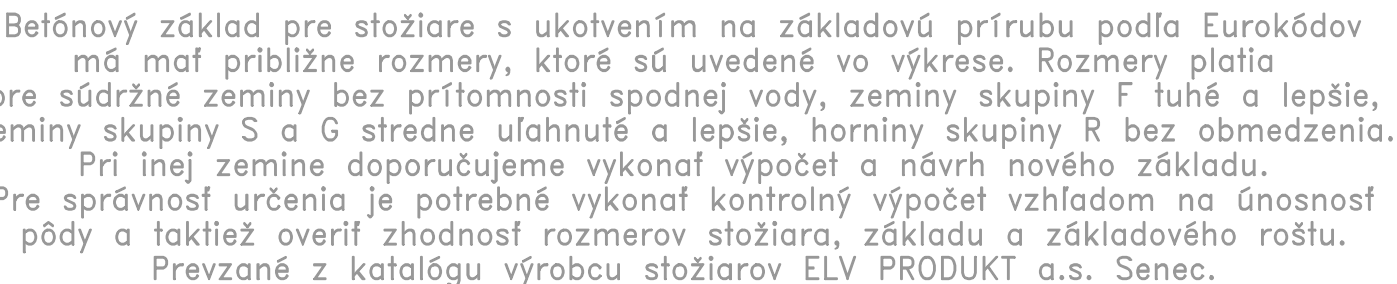 Betónový základ pre stožiare s ukotvením na základovú prírubu podľa Eurokódov
má mať približne rozmery, ktoré sú uvedené vo výkrese. Rozmery platia
pre súdržné zeminy bez prítomnosti spodnej vody, zeminy skupiny F tuhé a lepšie,
zeminy skupiny S a G stredne uľahnuté a lepšie, horniny skupiny R bez obmedzenia.
Pri inej zemine doporučujeme vykonať výpočet a návrh nového základu.
Pre správnosť určenia je potrebné vykonať kontrolný výpočet vzhľadom na únosnosť
pôdy a taktiež overiť zhodnosť rozmerov stožiara, základu a základového roštu.
Prevzané z katalógu výrobcu stožiarov ELV PRODUKT a.s. Senec.